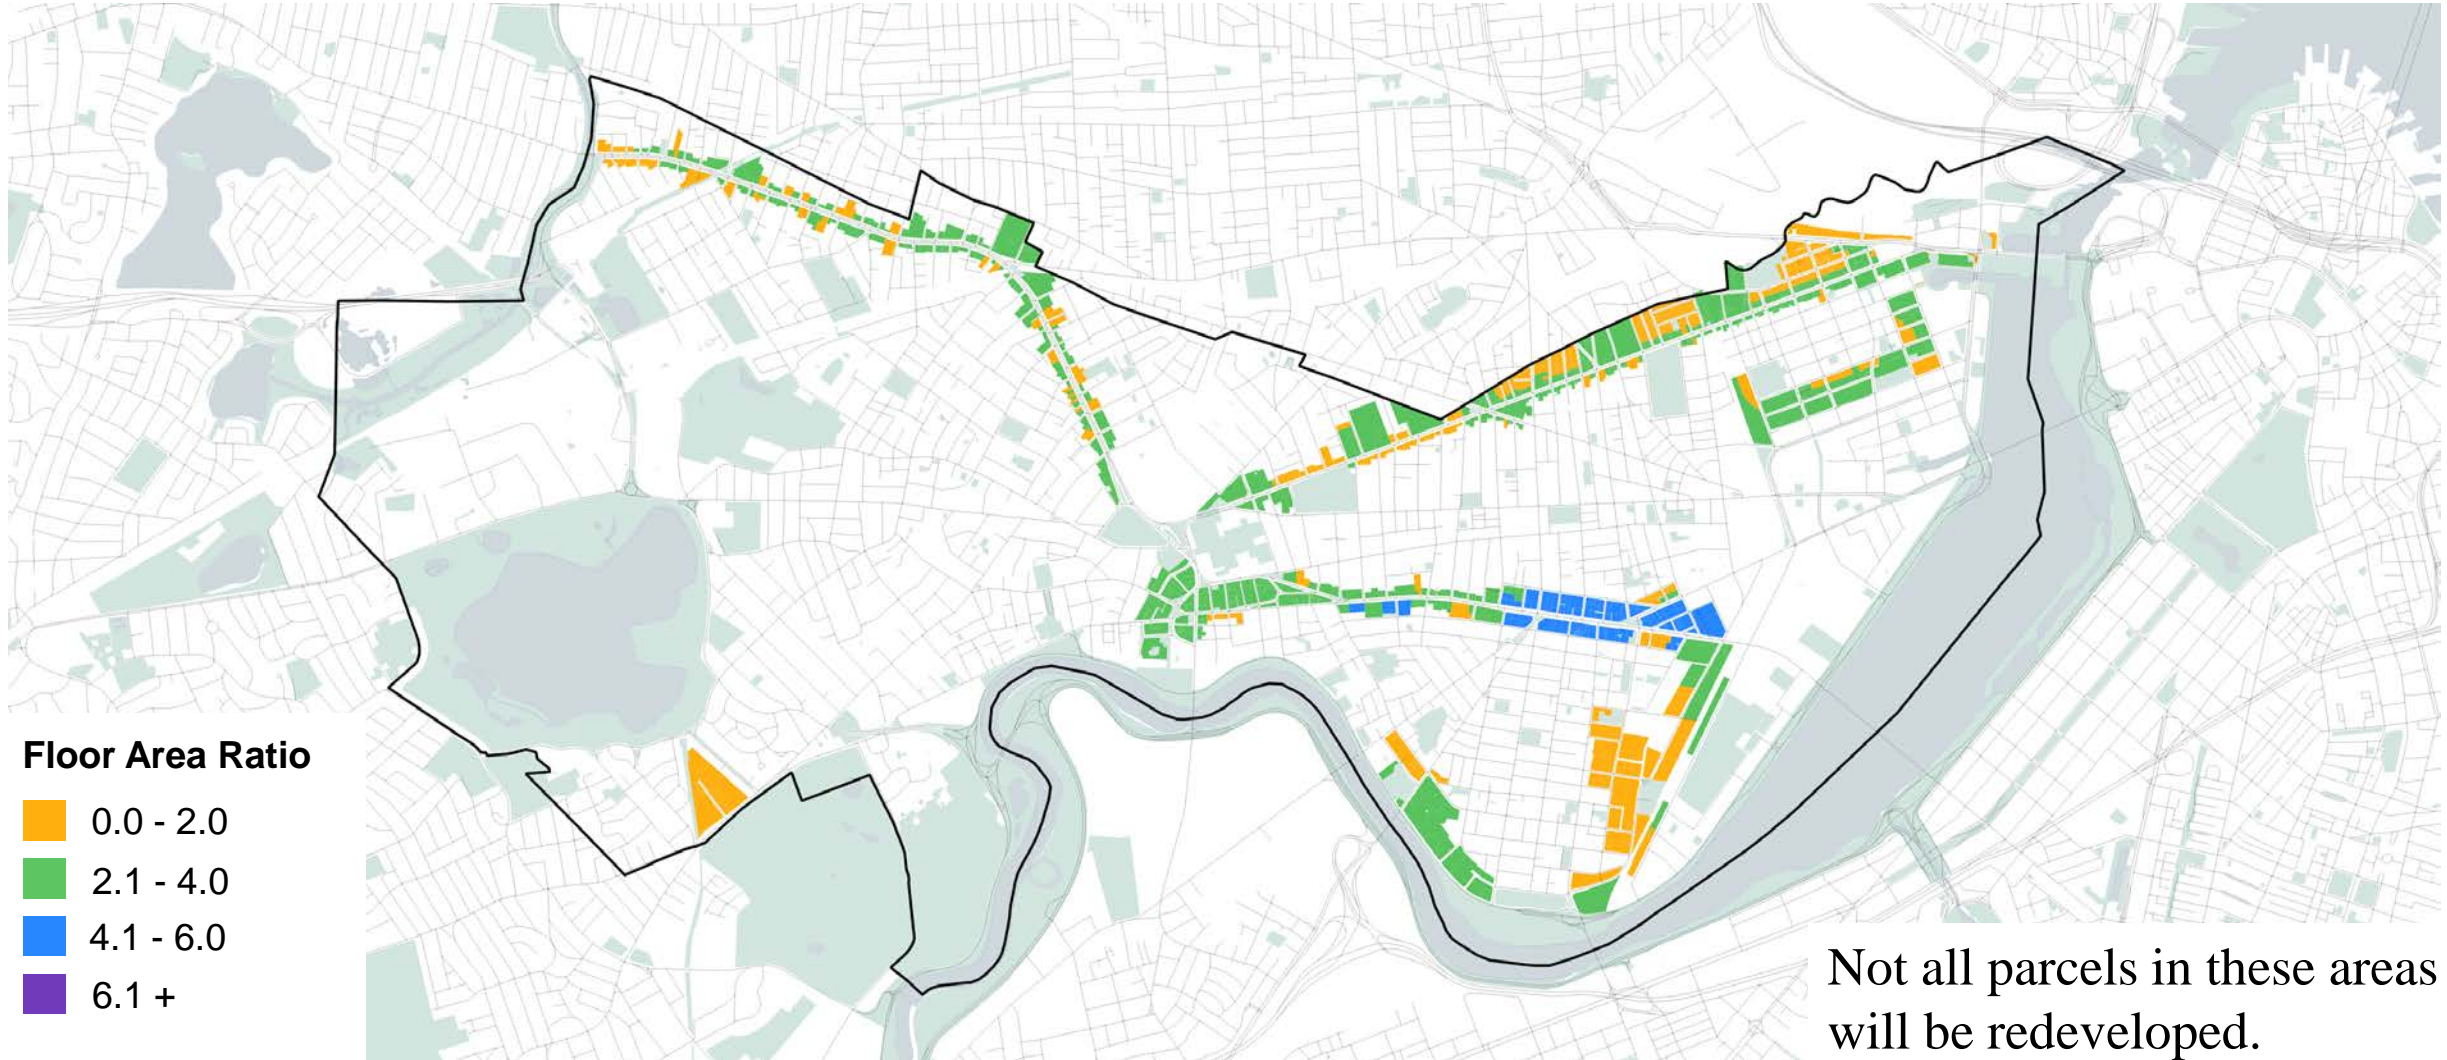 Floor Area Ratio
0.0 - 2.0
2.1 - 4.0
4.1 - 6.0
6.1 +
Not all parcels in these areas
will be redeveloped.